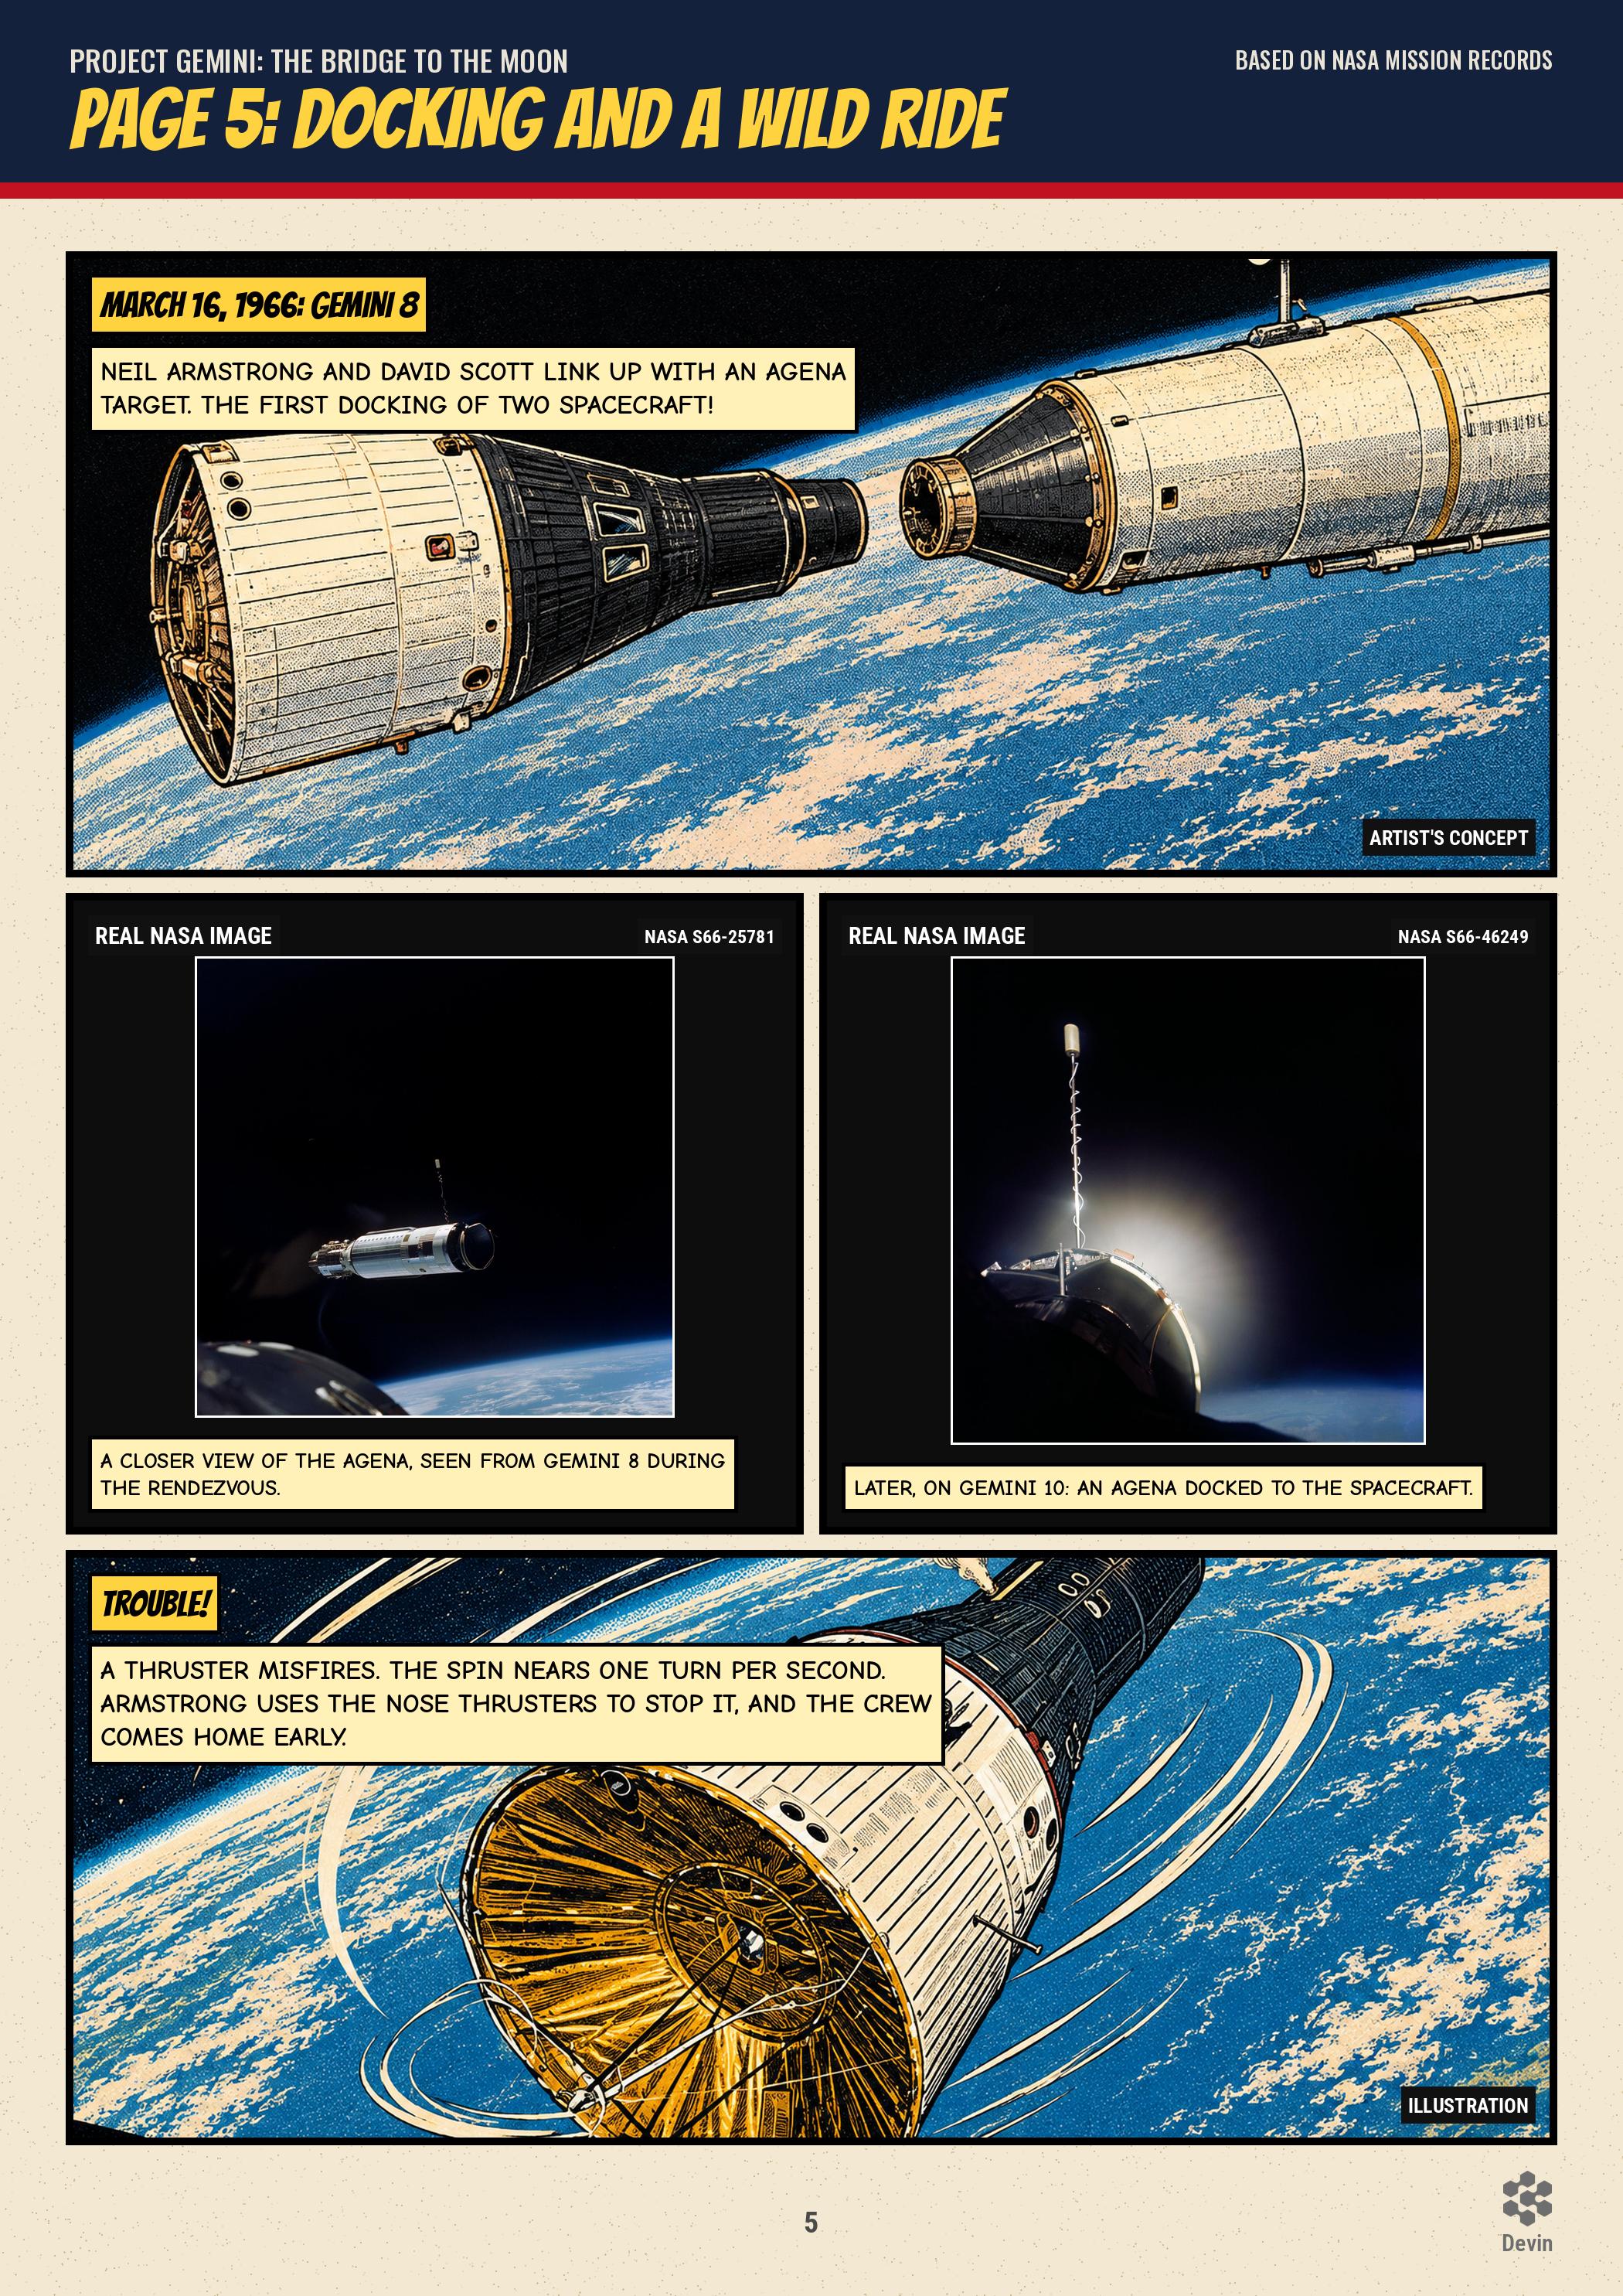 PROJECT GEMINI: THE BRIDGE TO THE MOON
BASED ON NASA MISSION RECORDS
PAGE 5: DOCKING AND A WILD RIDE
MARCH 16, 1966: GEMINI 8
NEIL ARMSTRONG AND DAVID SCOTT LINK UP WITH AN AGENA
TARGET. THE FIRST DOCKING OF TWO SPACECRAFT!
ARTIST'S CONCEPT
REAL NASA IMAGE
NASA S66-25781
A CLOSER VIEW OF THE AGENA, SEEN FROM GEMINI 8 DURING
THE RENDEZVOUS.
REAL NASA IMAGE
NASA S66-46249
LATER, ON GEMINI 10: AN AGENA DOCKED TO THE SPACECRAFT.
TROUBLE!
A THRUSTER MISFIRES. THE SPIN NEARS ONE TURN PER SECOND.
ARMSTRONG USES THE NOSE THRUSTERS TO STOP IT, AND THE CREW
COMES HOME EARLY.
ILLUSTRATION
5
Devin